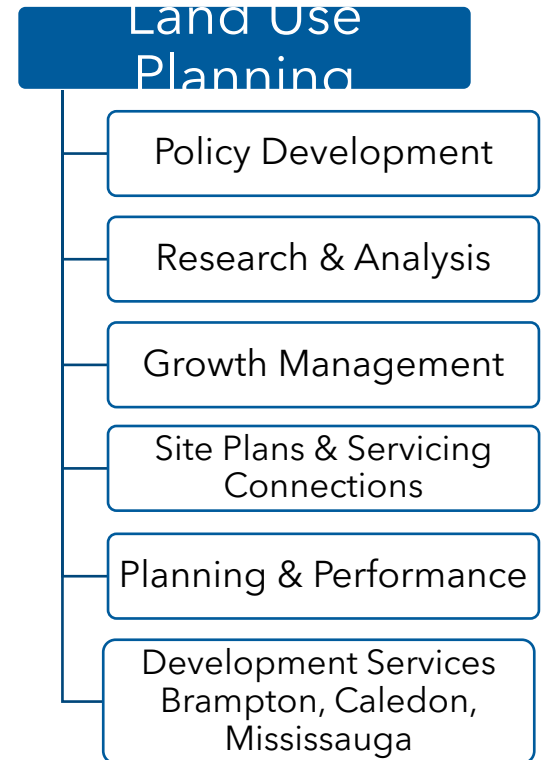 Land Use
Planning
Policy Development
Research & Analysis
Growth Management
Site Plans & Servicing
Connections
Planning & Performance
Development Services
Brampton, Caledon,
Mississauga